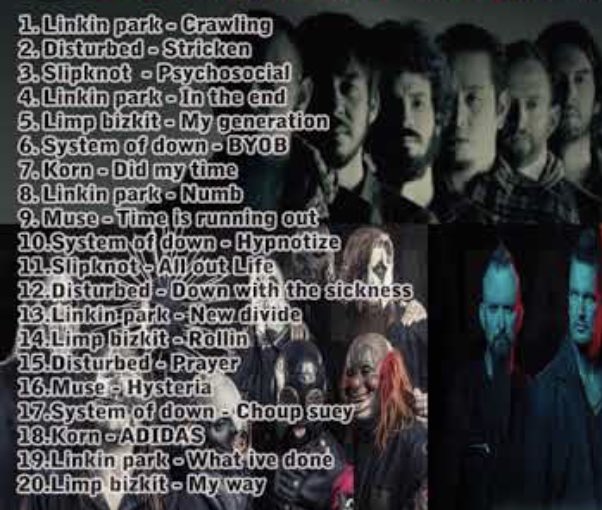 1. Linkin park - Crawling
2. Disturbed - Stricken
3. Slipknot - Psychosocial
4. Linkin park - In the end
5. Limp bizkit - My generation
6. System of down - BYOB
7. Korn - Did my time
8. Linkin park - Numb
9. Muse - Time is running out
10.System of down - Hypnotize
11.Slipknot - All out Life
12.Disturbed - Down with the sickness
13.Linkin park - New divide
14.Limp bizkit - Rollin
15.Disturbed - Prayer
16.Muse - Hysteria
17.System of down - Choup suey
18.Korn - ADIDAS
19.Linkin park - What ive done
20.Limp bizkit - My way